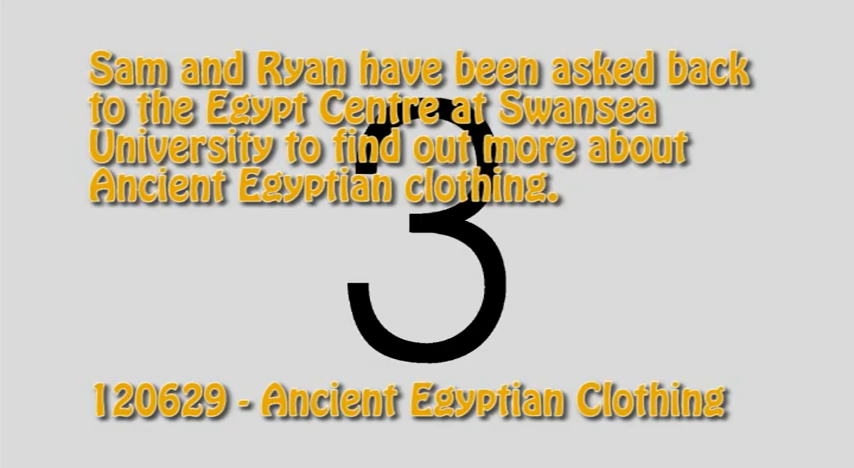 Sam and Ryan have been asked back
to the Egypt Centre at Swansea
University to find out more about
Ancient Egyptian clothing.
3
120629 - Ancient Egyptian Clothing